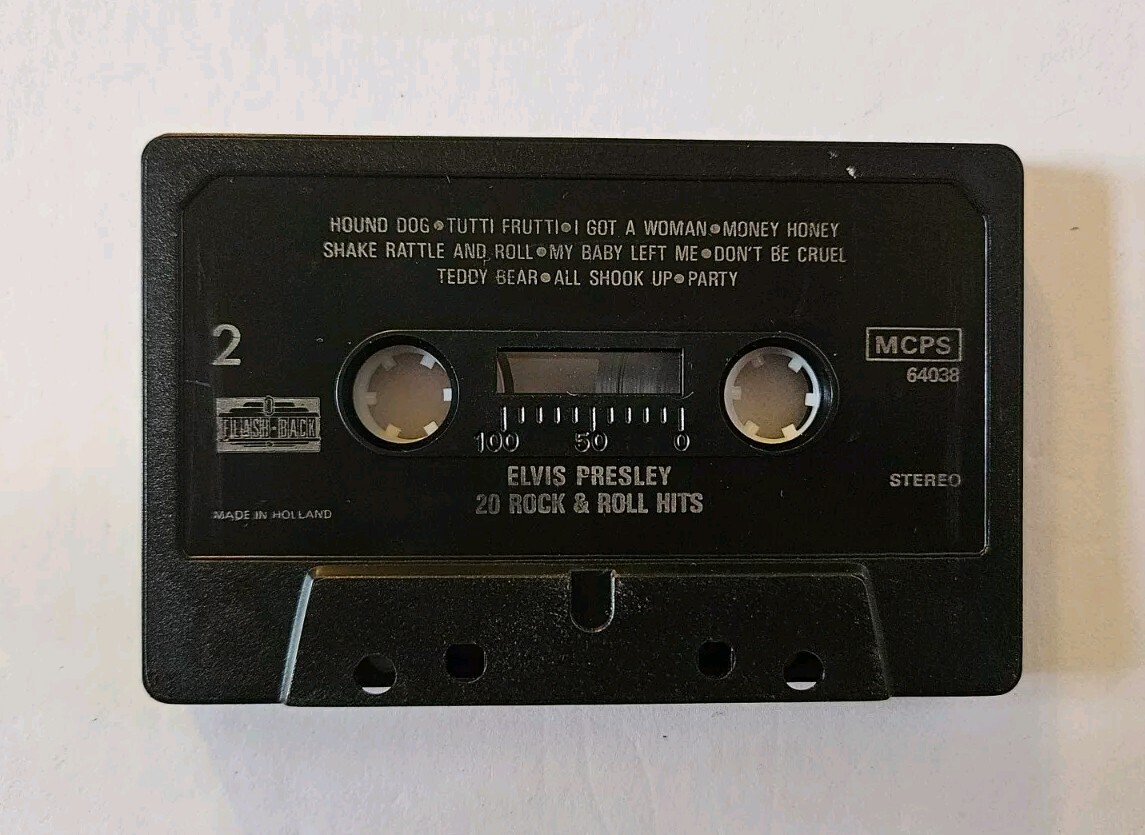 HOUND DOG•TUTTI FRUTTI•I GOT A WOMAN•MONEY HONEY
SHAKE RATTLE AND ROLL•MY BABY LEFT ME•DON'T BE CRUEL
TEDDY BEAR•ALL SHOOK UP•PARTY
2
MCPS
64038
FLASH-BACK
100 50 0
ELVIS PRESLEY
20 ROCK & ROLL HITS
STEREO
MADE IN HOLLAND